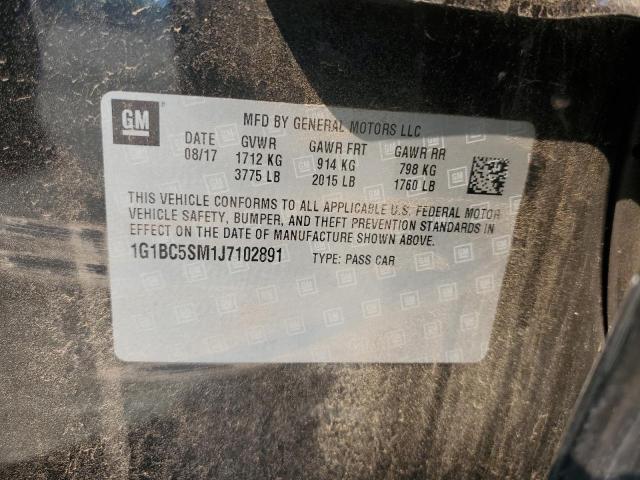 GM
MFD BY GENERAL MOTORS LLC
DATE GVWR GAWR FRT GAWR RR
08/17 1712 KG 914 KG 798 KG
3775 LB 2015 LB 1760 LB
THIS VEHICLE CONFORMS TO ALL APPLICABLE U.S. FEDERAL MOTOR
VEHICLE SAFETY, BUMPER, AND THEFT PREVENTION STANDARDS IN
EFFECT ON THE DATE OF MANUFACTURE SHOWN ABOVE.
1G1BC5SM1J7102891 TYPE: PASS CAR